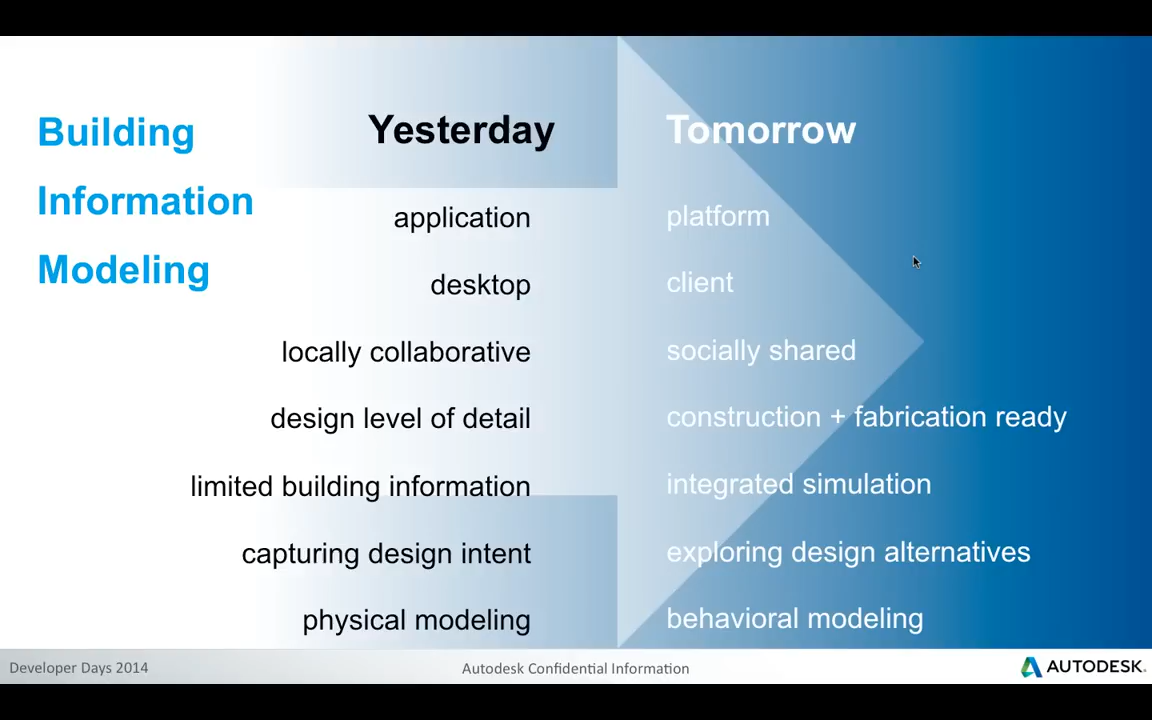 Building
Information
Modeling
Yesterday Tomorrow
application platform
desktop client
locally collaborative socially shared
design level of detail construction + fabrication ready
limited building information integrated simulation
capturing design intent exploring design alternatives
physical modeling behavioral modeling
Developer Days 2014 Autodesk Confidential Information AUTODESK.